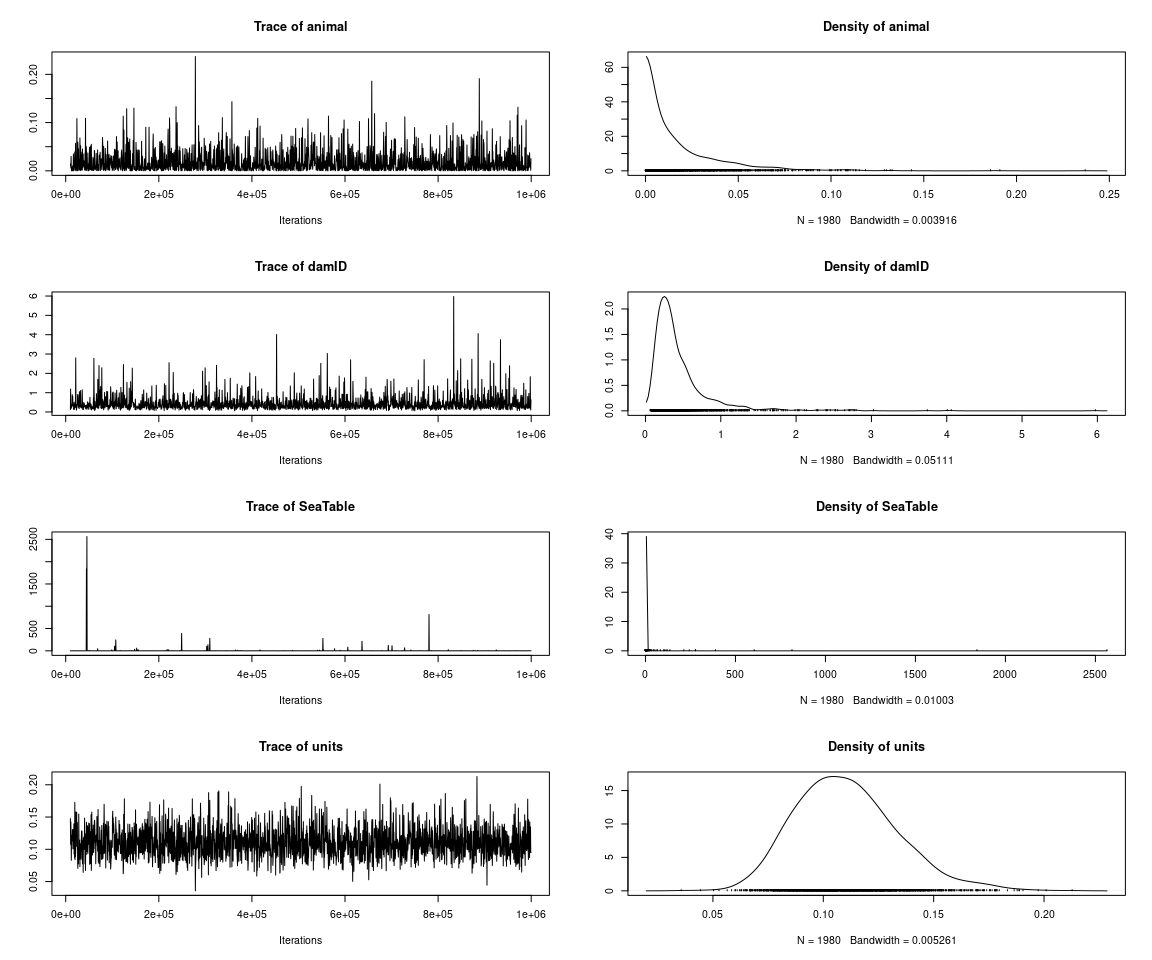 Trace of animal
0.00 0.10 0.20
0e+00 2e+05 4e+05 6e+05 8e+05 1e+06
Iterations
Density of animal
0 20 40 60
0.00 0.05 0.10 0.15 0.20 0.25
N = 1980 Bandwidth = 0.003916
Trace of damID
0 1 2 3 4 5 6
0e+00 2e+05 4e+05 6e+05 8e+05 1e+06
Iterations
Density of damID
0.0 0.5 1.0 1.5 2.0
0 1 2 3 4 5 6
N = 1980 Bandwidth = 0.05111
Trace of SeaTable
0 500 1500 2500
0e+00 2e+05 4e+05 6e+05 8e+05 1e+06
Iterations
Density of SeaTable
0 10 20 30 40
0 500 1000 1500 2000 2500
N = 1980 Bandwidth = 0.01003
Trace of units
0.05 0.10 0.15 0.20
0e+00 2e+05 4e+05 6e+05 8e+05 1e+06
Iterations
Density of units
0 5 10 15
0.05 0.10 0.15 0.20
N = 1980 Bandwidth = 0.005261